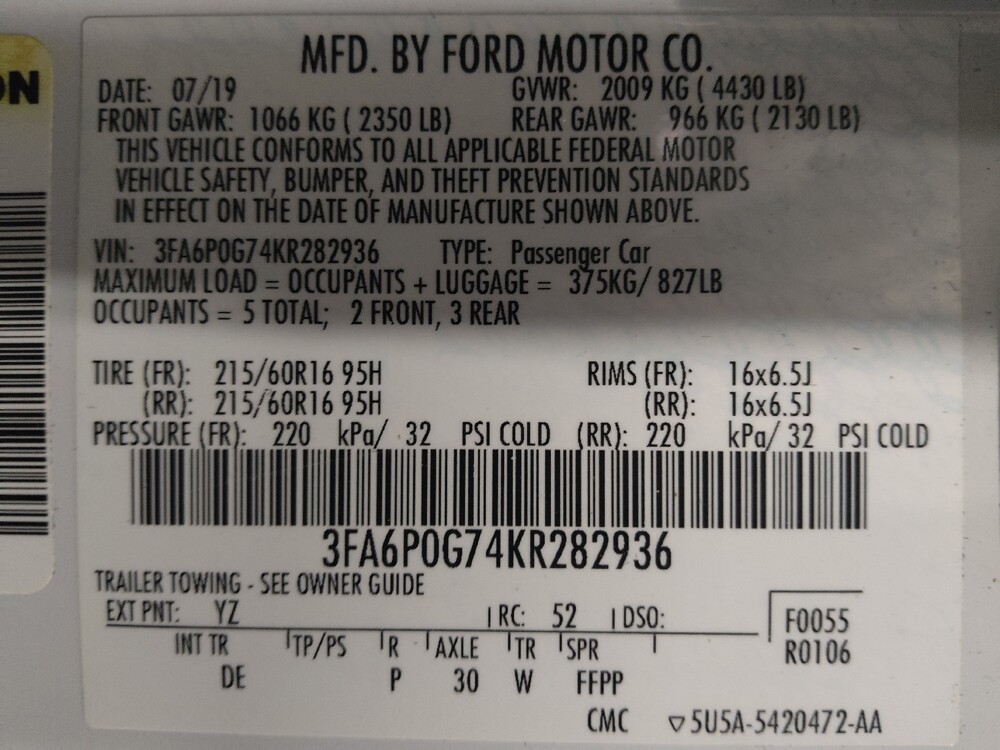 ON
MFD. BY FORD MOTOR CO.
DATE: 07/19 GVWR: 2009 KG ( 4430 LB)
FRONT GAWR: 1066 KG ( 2350 LB) REAR GAWR: 966 KG ( 2130 LB)
THIS VEHICLE CONFORMS TO ALL APPLICABLE FEDERAL MOTOR
VEHICLE SAFETY, BUMPER, AND THEFT PREVENTION STANDARDS
IN EFFECT ON THE DATE OF MANUFACTURE SHOWN ABOVE.
VIN: 3FA6P0G74KR282936 TYPE: Passenger Car
MAXIMUM LOAD = OCCUPANTS + LUGGAGE = 375KG/ 827LB
OCCUPANTS = 5 TOTAL; 2 FRONT, 3 REAR
TIRE (FR): 215/60R16 95H RIMS (FR): 16x6.5J
(RR): 215/60R16 95H (RR): 16x6.5J
PRESSURE (FR): 220 kPa/ 32 PSI COLD (RR): 220 kPa/ 32 PSI COLD
3FA6P0G74KR282936
TRAILER TOWING - SEE OWNER GUIDE
EXT PNT: YZ RC: 52 DSO: F0055
INT TR TP/PS R AXLE TR SPR R0106
DE P 30 W FFPP
CMC ▽5U5A-5420472-AA